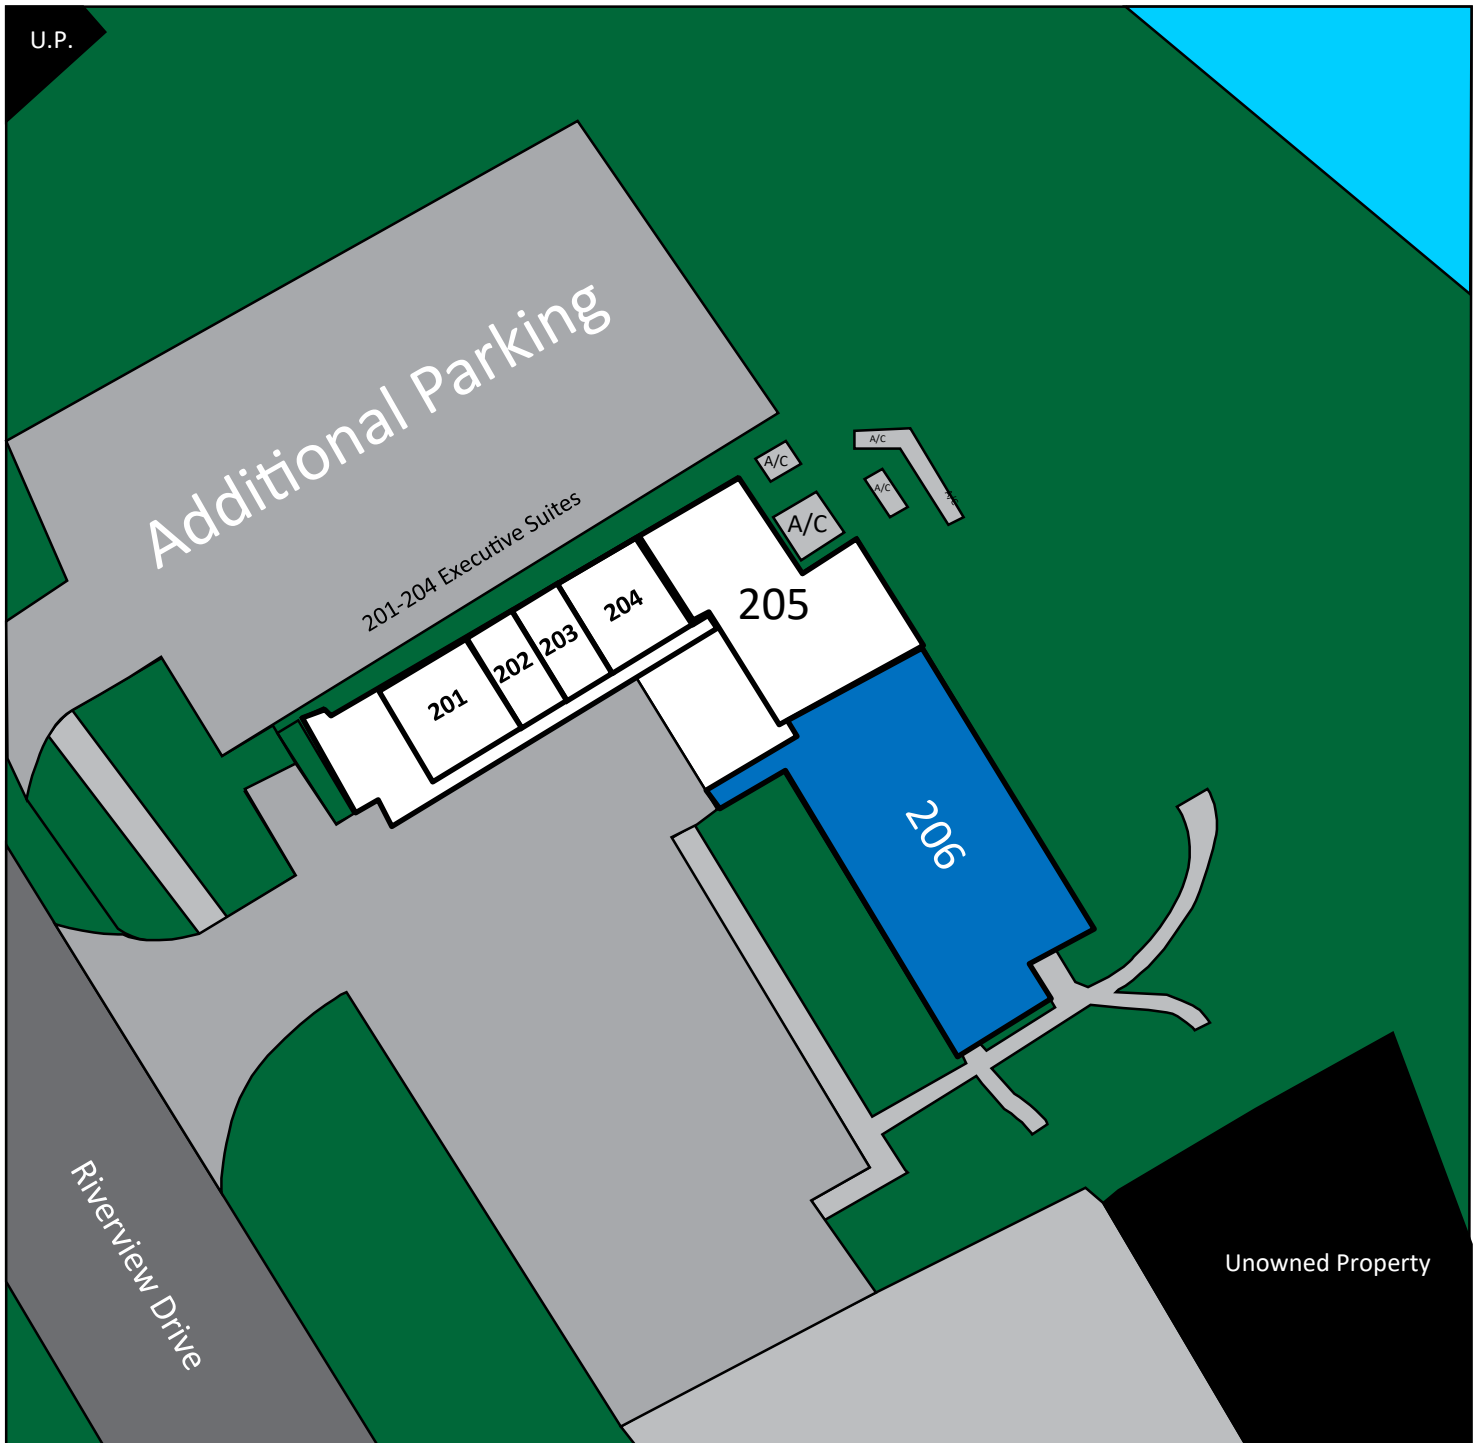 U.P.
Additional Parking
A/C
A/C
A/C
A/C
A/C
201-204 Executive Suites
205
204
203
202
201
206
Riverview Drive
Unowned Property